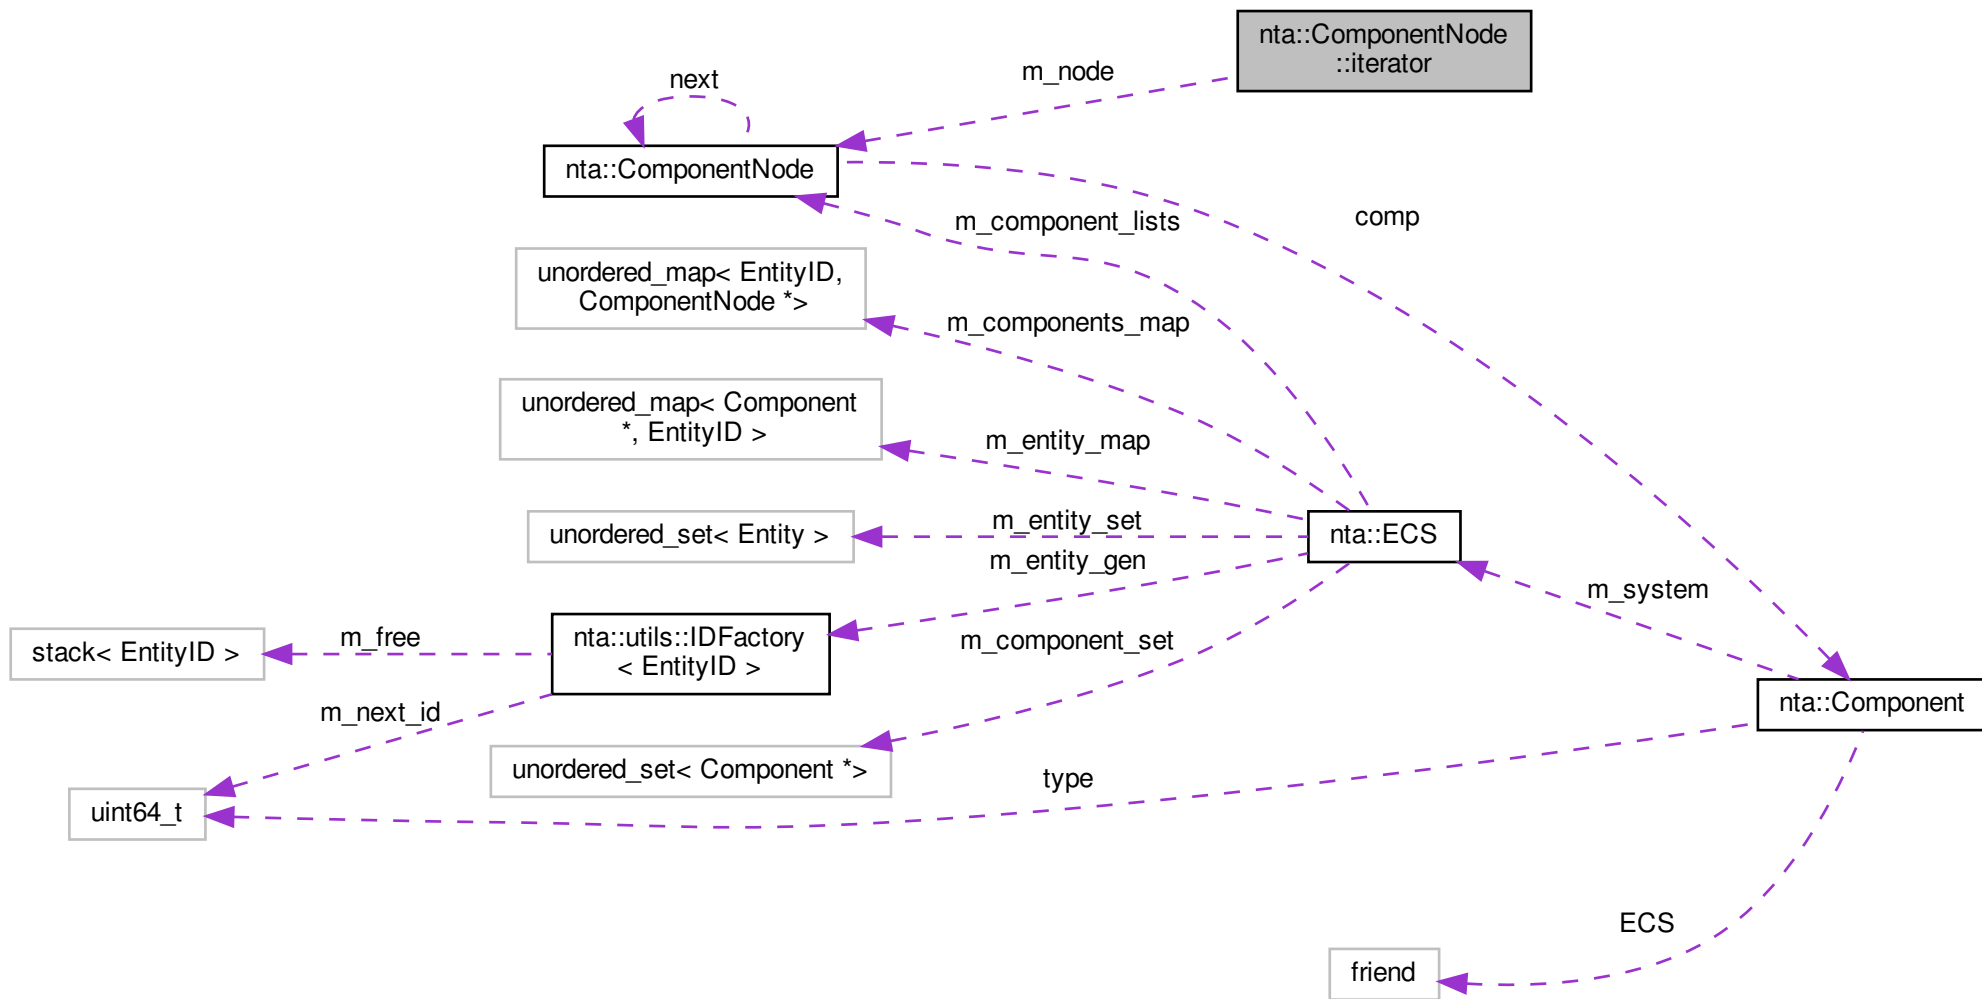 nta::ComponentNode
::iterator
m_node
next
nta::ComponentNode
comp
m_component_lists
unordered_map< EntityID,
ComponentNode *>
m_components_map
unordered_map< Component
*, EntityID >
m_entity_map
m_entity_set
unordered_set< Entity >
nta::ECS
m_entity_gen
m_system
nta::utils::IDFactory
< EntityID >
m_free
stack< EntityID >
m_component_set
nta::Component
m_next_id
unordered_set< Component *>
type
uint64_t
ECS
friend